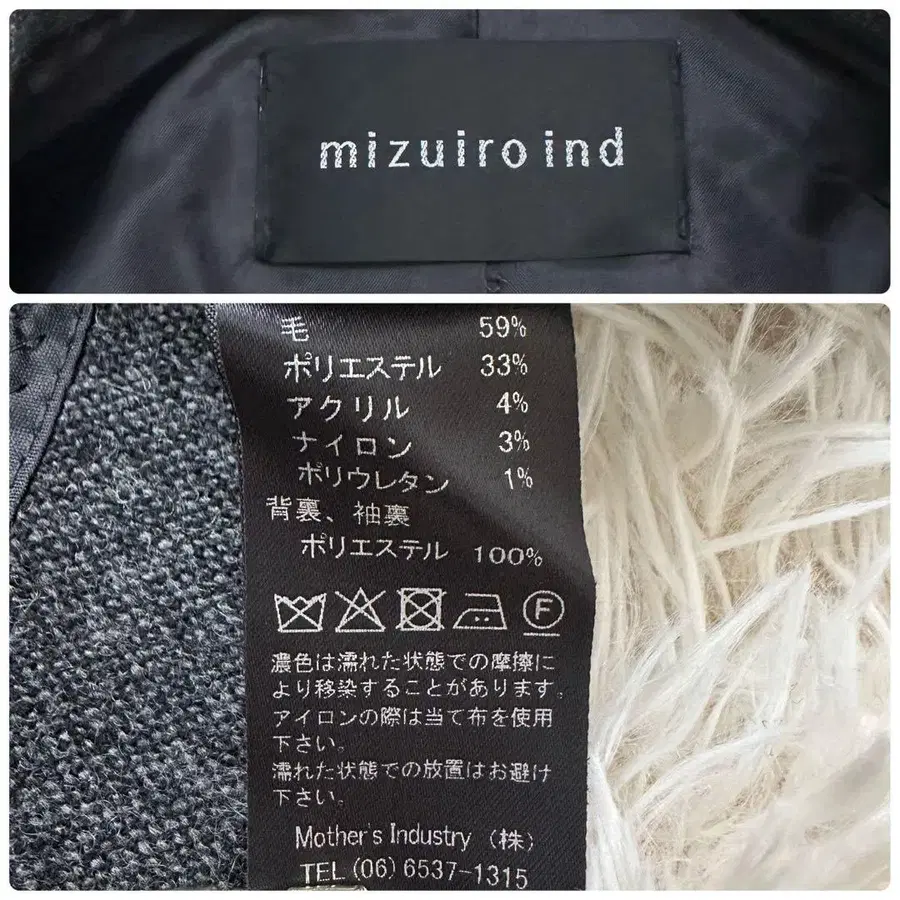 mizuiro ind
毛 59%
ポリエステル 33%
アクリル 4%
ナイロン 3%
ポリウレタン 1%
背裏、袖裏
ポリエステル 100%
F
濃色は濡れた状態での摩擦に
より移染することがあります。
アイロンの際は当て布を使用
下さい。
濡れた状態での放置はお避け
下さい。
Mother's Industry (株)
TEL (06) 6537-1315